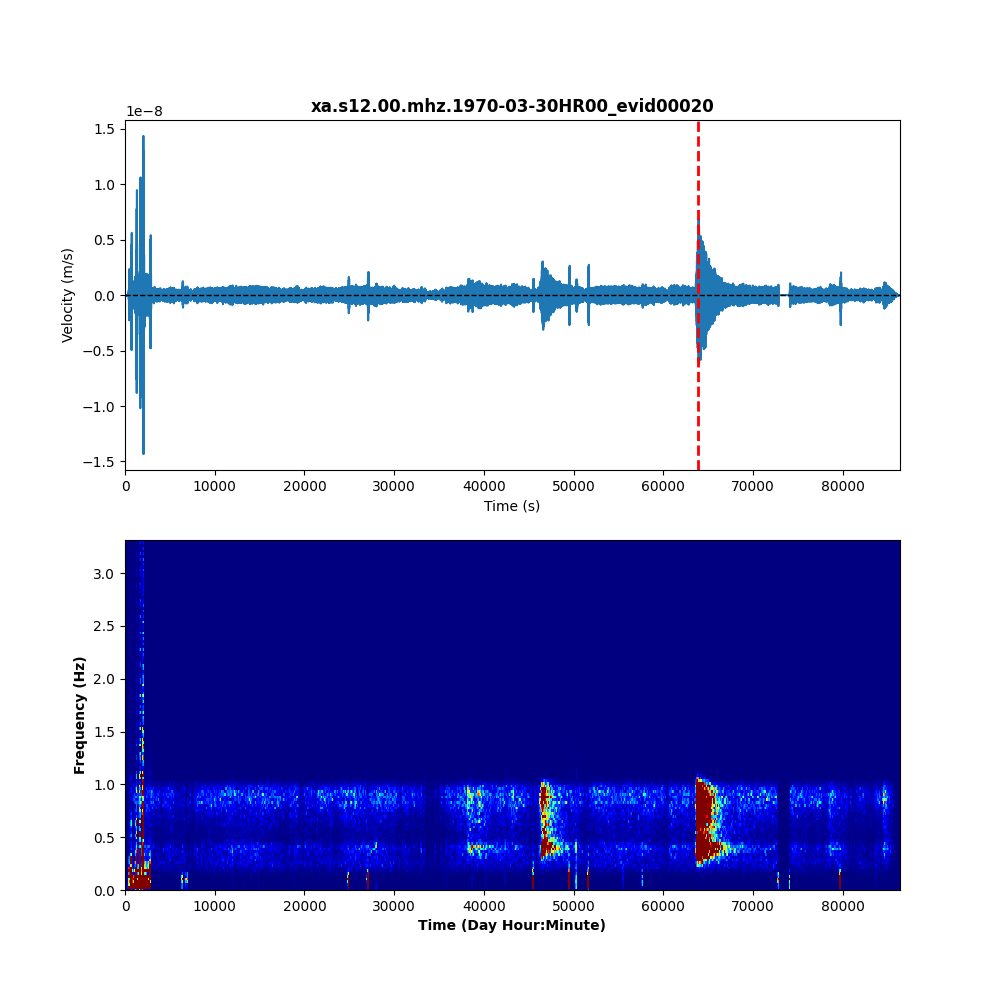 xa.s12.00.mhz.1970-03-30HR00_evid00020
1e−8
1.5
1.0
0.5
0.0
−0.5
−1.0
−1.5
Velocity (m/s)
0 10000 20000 30000 40000 50000 60000 70000 80000
Time (s)
3.0
2.5
2.0
1.5
1.0
0.5
0.0
Frequency (Hz)
0 10000 20000 30000 40000 50000 60000 70000 80000
Time (Day Hour:Minute)